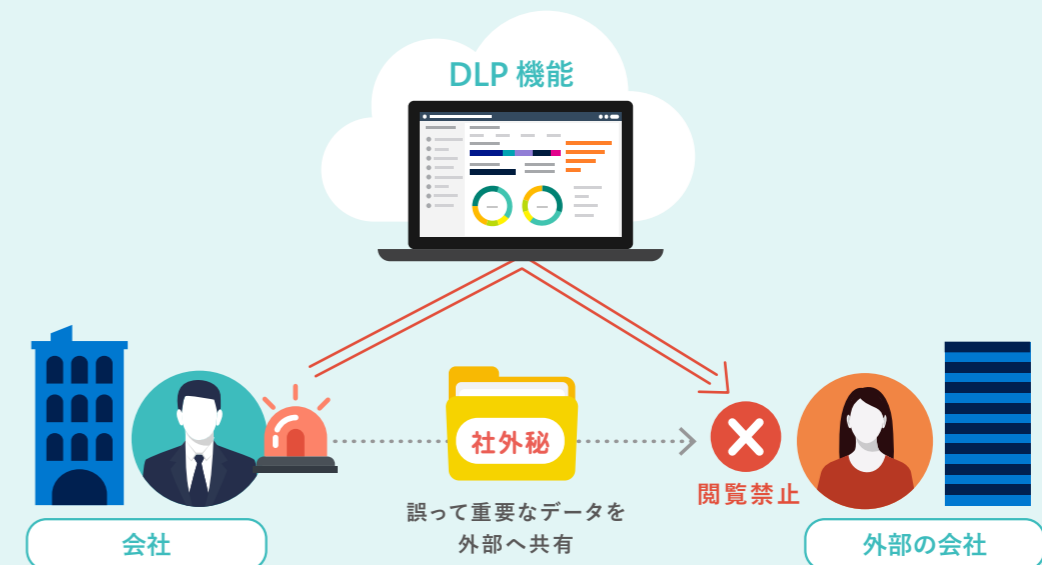 DLP 機能
社外秘
閲覧禁止
誤って重要なデータを
外部へ共有
会社
外部の会社